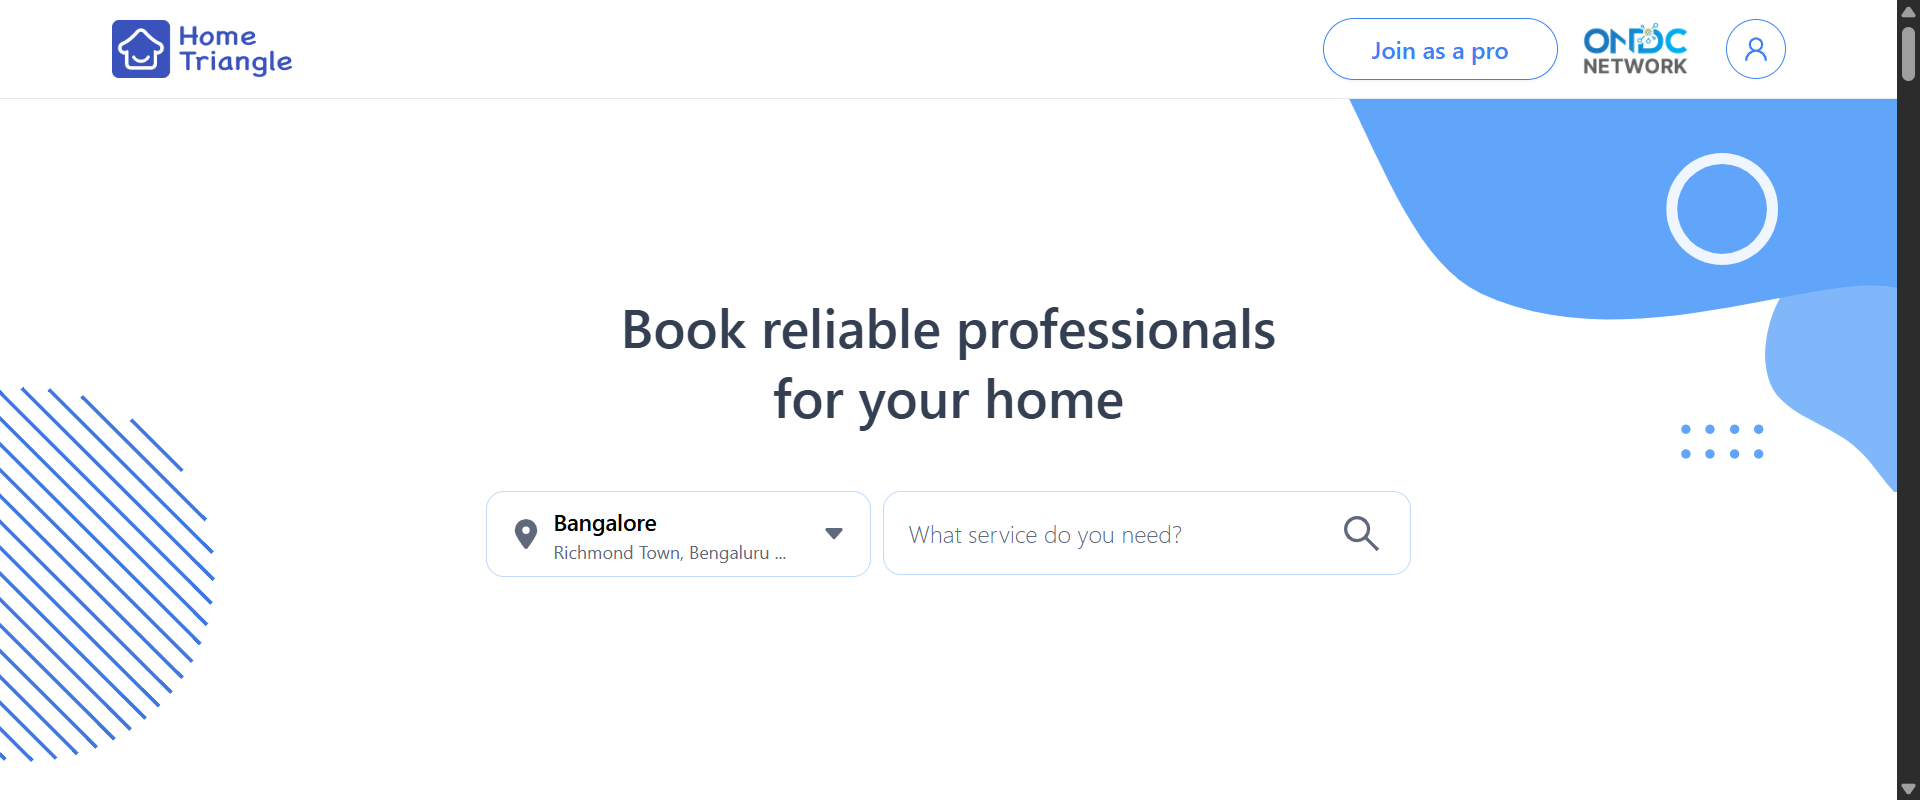 Home
Triangle
Join as a pro
ONDC
NETWORK
Book reliable professionals
for your home
Bangalore
Richmond Town, Bengaluru ...
What service do you need?